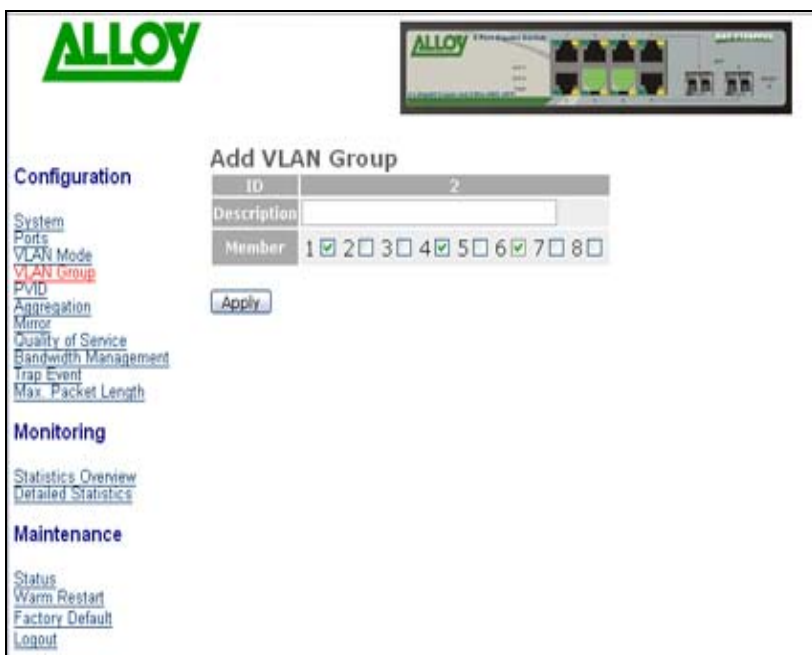 ALLOY
ALLOY
Configuration
System
Ports
VLAN Mode
VLAN Group
PVID
Aggregation
Mirror
Quality of Service
Bandwidth Management
Trap Event
Max. Packet Length
Monitoring
Statistics Overview
Detailed Statistics
Maintenance
Status
Warm Restart
Factory Default
Logout
Add VLAN Group
ID 2
Description
Member 1 2 3 4 5 6 7 8
Apply